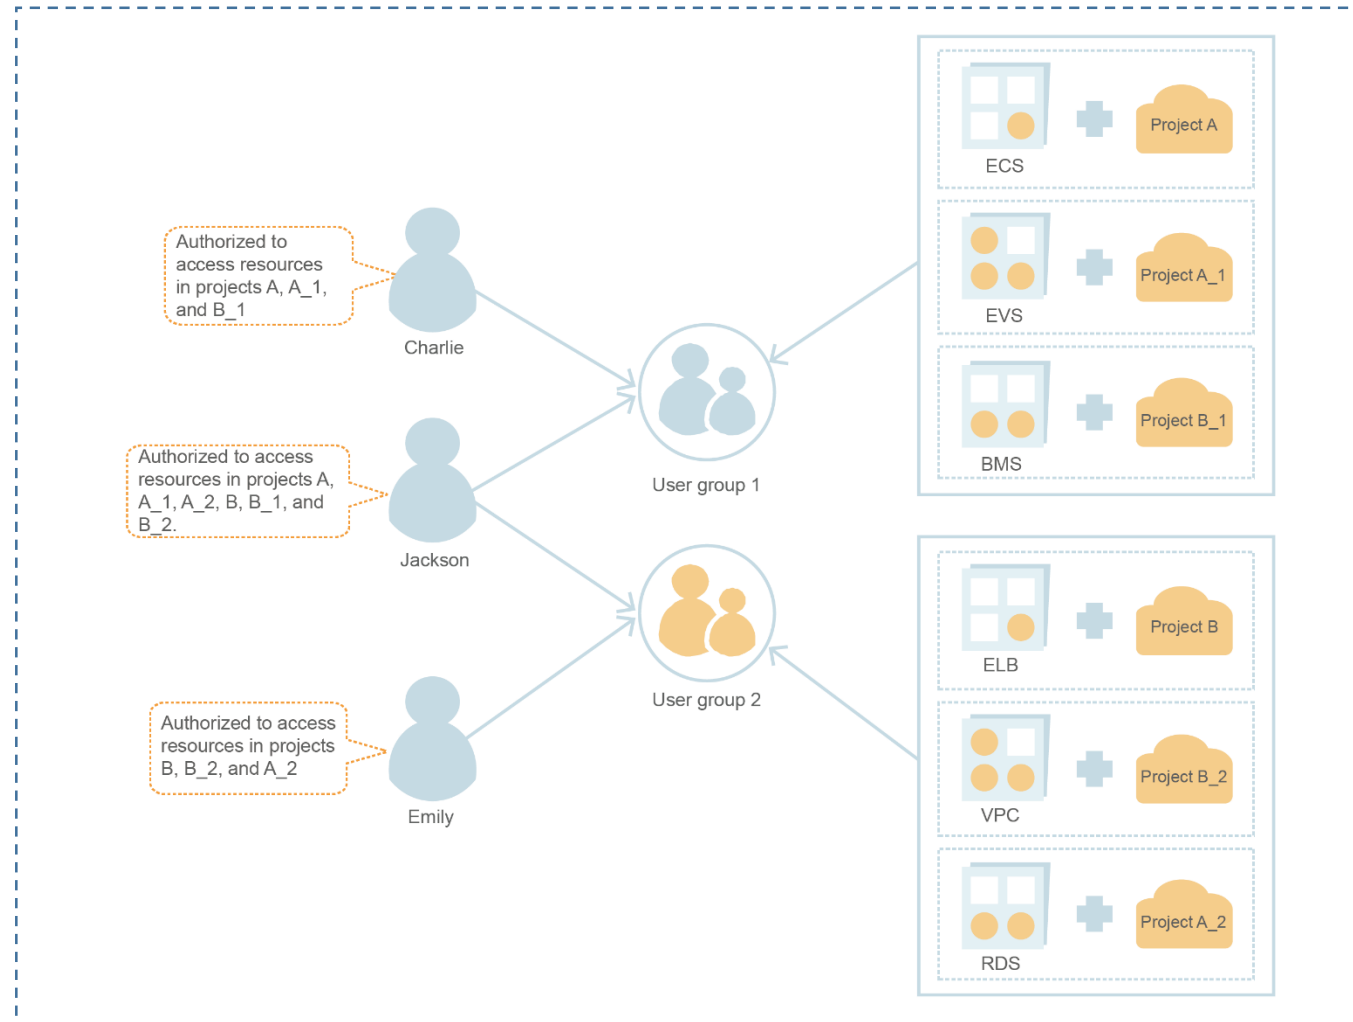 Authorized to
access resources
in projects A, A_1,
and B_1
Charlie
Authorized to access
resources in projects A,
A_1, A_2, B, B_1, and
B_2.
Jackson
Authorized to access
resources in projects
B, B_2, and A_2
Emily
User group 1
User group 2
Project A
ECS
Project A_1
EVS
Project B_1
BMS
Project B
ELB
Project B_2
VPC
Project A_2
RDS